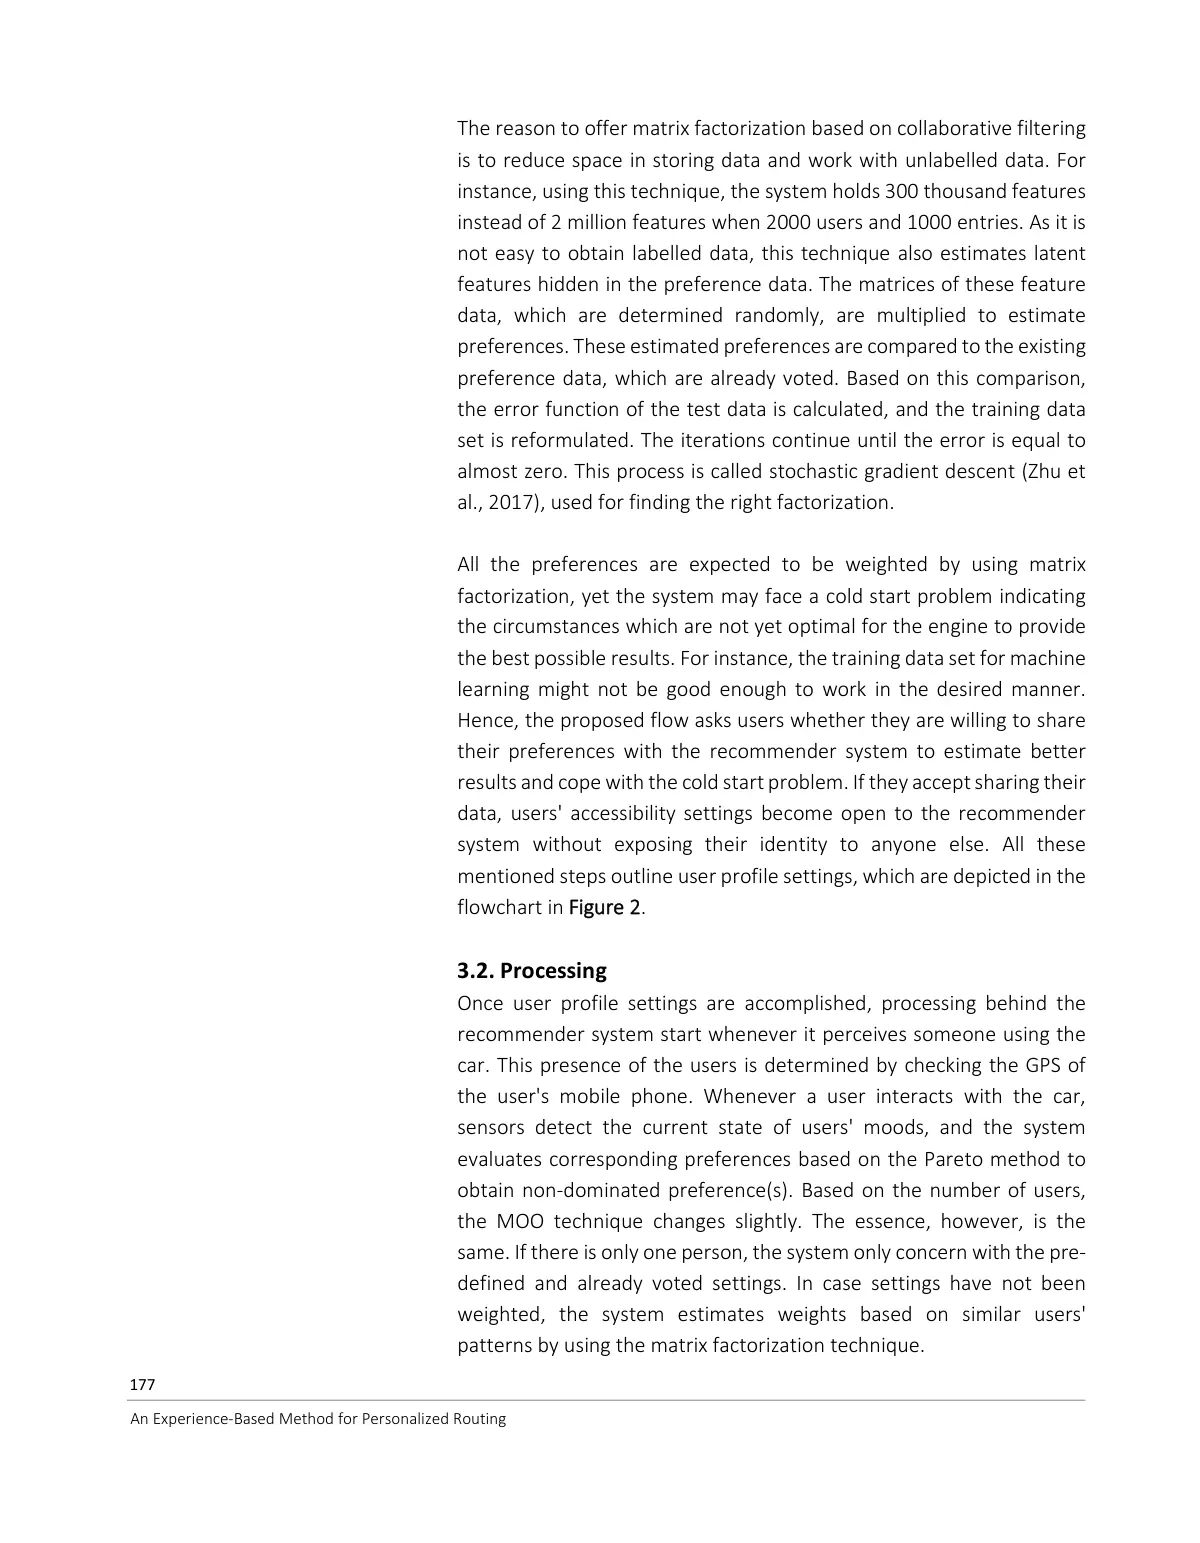 The reason to offer matrix factorization based on collaborative filtering
is to reduce space in storing data and work with unlabelled data. For
instance, using this technique, the system holds 300 thousand features
instead of 2 million features when 2000 users and 1000 entries. As it is
not easy to obtain labelled data, this technique also estimates latent
features hidden in the preference data. The matrices of these feature
data, which are determined randomly, are multiplied to estimate
preferences. These estimated preferences are compared to the existing
preference data, which are already voted. Based on this comparison,
the error function of the test data is calculated, and the training data
set is reformulated. The iterations continue until the error is equal to
almost zero. This process is called stochastic gradient descent (Zhu et
al., 2017), used for finding the right factorization.
All the preferences are expected to be weighted by using matrix
factorization, yet the system may face a cold start problem indicating
the circumstances which are not yet optimal for the engine to provide
the best possible results. For instance, the training data set for machine
learning might not be good enough to work in the desired manner.
Hence, the proposed flow asks users whether they are willing to share
their preferences with the recommender system to estimate better
results and cope with the cold start problem. If they accept sharing their
data, users' accessibility settings become open to the recommender
system without exposing their identity to anyone else. All these
mentioned steps outline user profile settings, which are depicted in the
flowchart in Figure 2.
3.2. Processing
Once user profile settings are accomplished, processing behind the
recommender system start whenever it perceives someone using the
car. This presence of the users is determined by checking the GPS of
the user's mobile phone. Whenever a user interacts with the car,
sensors detect the current state of users' moods, and the system
evaluates corresponding preferences based on the Pareto method to
obtain non-dominated preference(s). Based on the number of users,
the MOO technique changes slightly. The essence, however, is the
same. If there is only one person, the system only concern with the pre-
defined and already voted settings. In case settings have not been
weighted, the system estimates weights based on similar users'
patterns by using the matrix factorization technique.
177
An Experience-Based Method for Personalized Routing